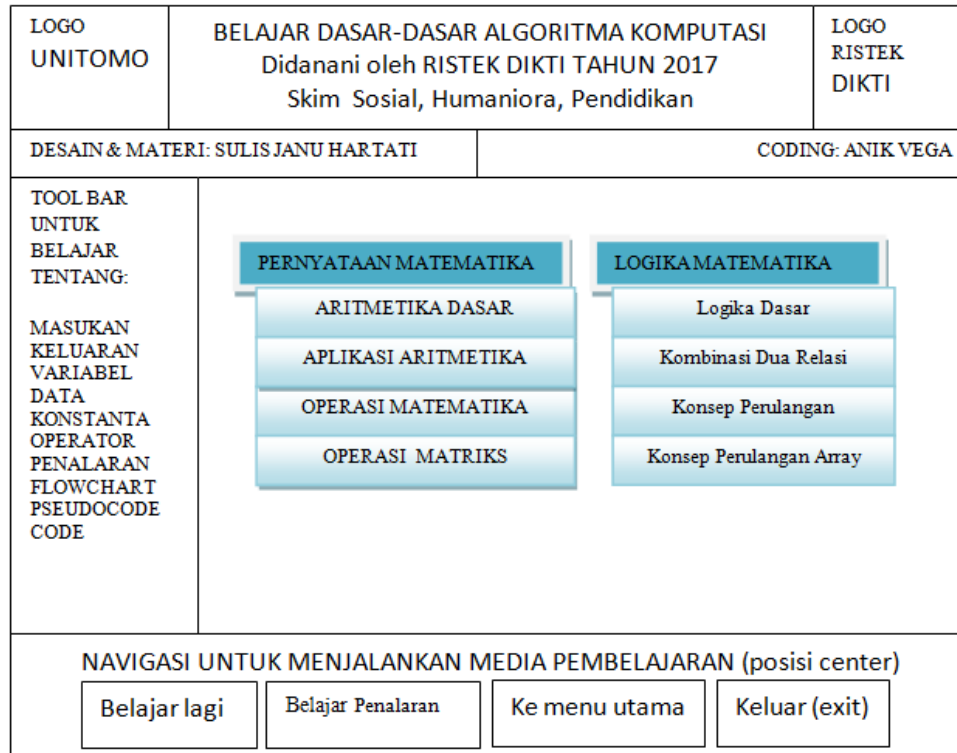 LOGO
UNITOMO
BELAJAR DASAR-DASAR ALGORITMA KOMPUTASI
Didanani oleh RISTEK DIKTI TAHUN 2017
Skim Sosial, Humaniora, Pendidikan
LOGO
RISTEK
DIKTI
DESAIN & MATERI: SULIS JANU HARTATI
CODING: ANIK VEGA
TOOL BAR
UNTUK
BELAJAR
TENTANG:
MASUKAN
KELUARAN
VARIABEL
DATA
KONSTANTA
OPERATOR
PENALARAN
FLOWCHART
PSEUDOCODE
CODE
PERNYATAAN MATEMATIKA
ARITMETIKA DASAR
APLIKASI ARITMETIKA
OPERASI MATEMATIKA
OPERASI MATRIKS
LOGIKA MATEMATIKA
Logika Dasar
Kombinasi Dua Relasi
Konsep Perulangan
Konsep Perulangan Array
NAVIGASI UNTUK MENJALANKAN MEDIA PEMBELAJARAN (posisi center)
Belajar lagi
Belajar Penalaran
Ke menu utama
Keluar (exit)